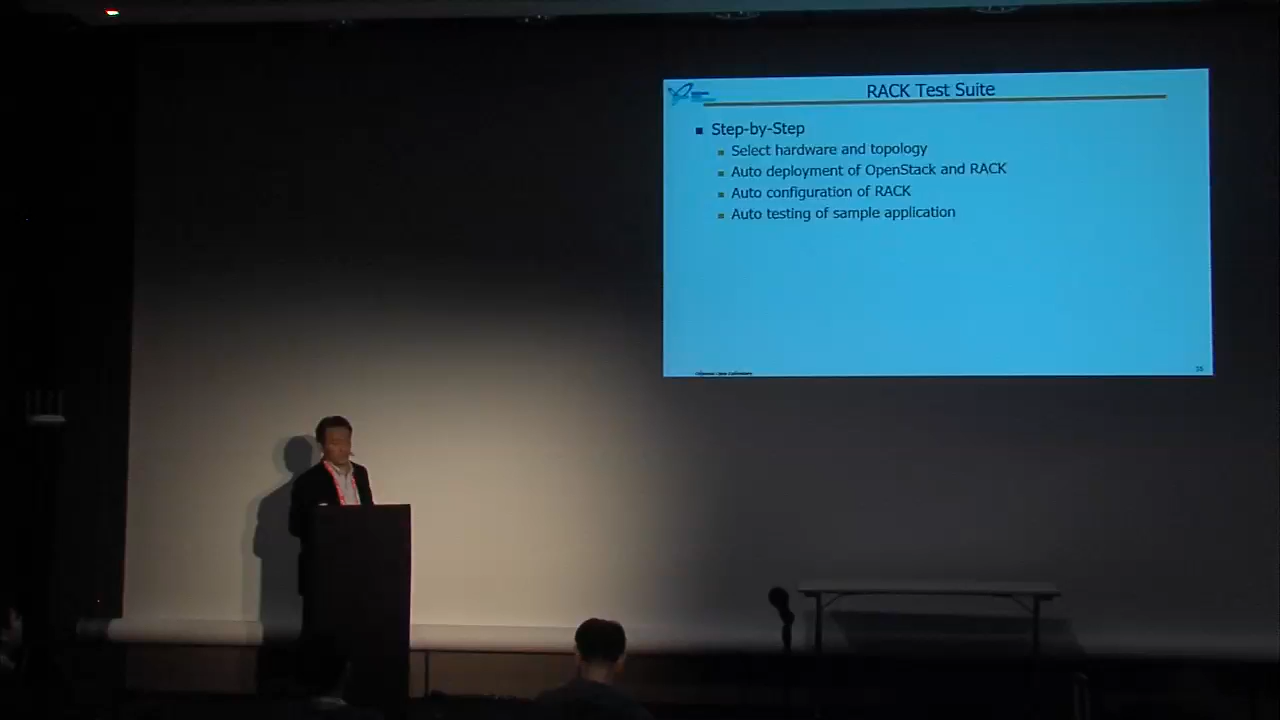 RACK Test Suite
Step-by-Step
Select hardware and topology
Auto deployment of OpenStack and RACK
Auto configuration of RACK
Auto testing of sample application